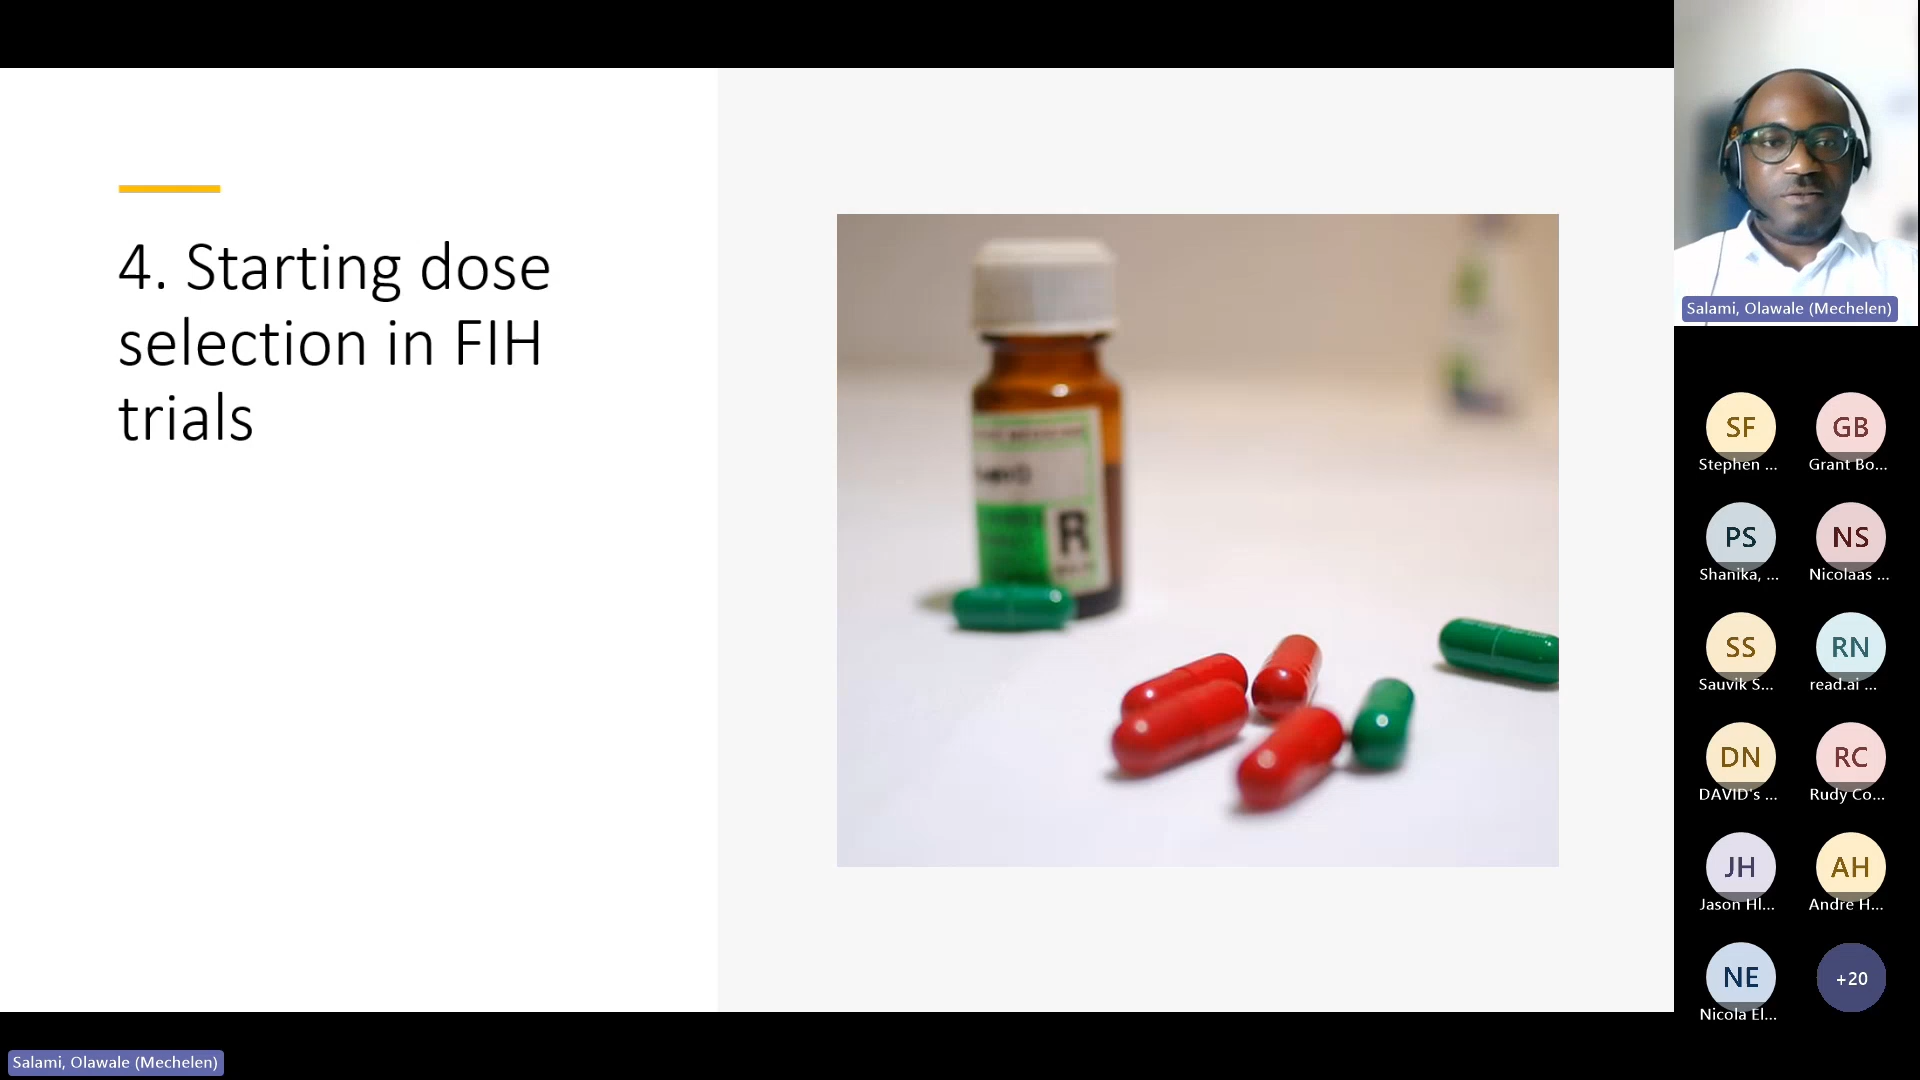 4. Starting dose
selection in FIH
trials
R
Salami, Olawale (Mechelen)
SF
GB
Stephen ...
Grant Bo...
PS
NS
Shanika, ...
Nicolaas ...
SS
RN
Sauvik S...
read.ai ...
DN
RC
DAVID's ...
Rudy Co...
JH
AH
Jason Hl...
Andre H...
NE
+20
Nicola El...
Salami, Olawale (Mechelen)